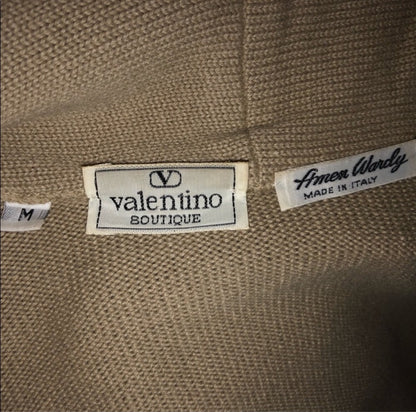 M
V
valentino
BOUTIQUE
Amen Wardy
MADE IN ITALY